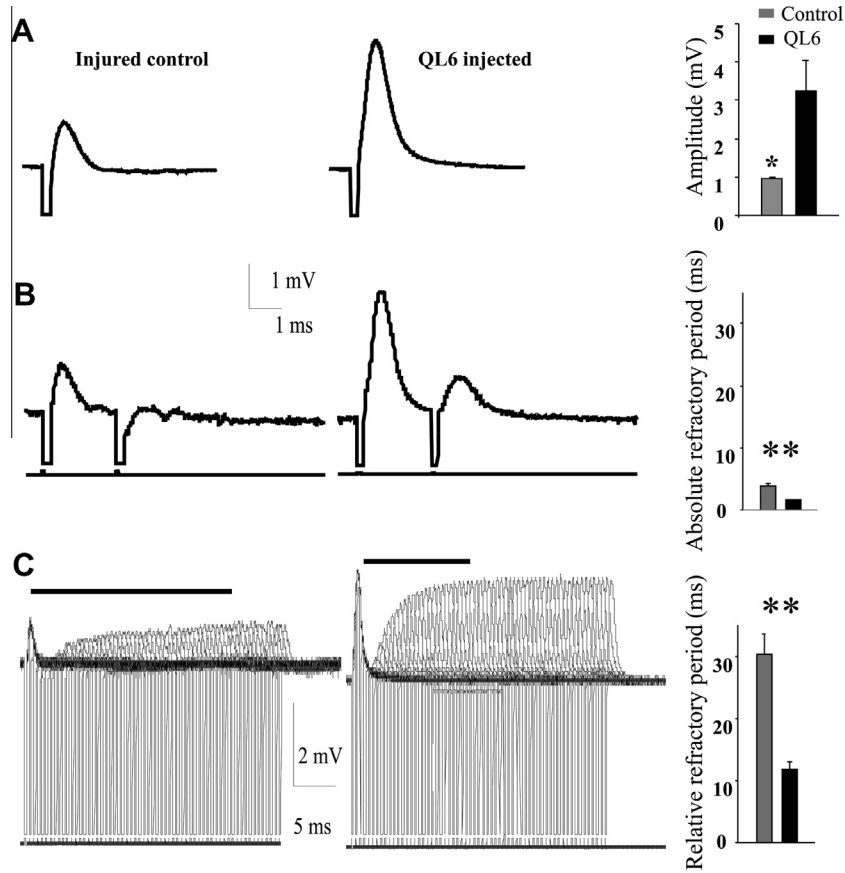 A
Injured control
QL6 injected
Control
QL6
Amplitude (mV)
5
4
3
2
1
0
*
B
1 mV
1 ms
Absolute refractory period (ms)
30
20
10
0
**
C
2 mV
5 ms
Relative refractory period (ms)
30
20
10
0
**